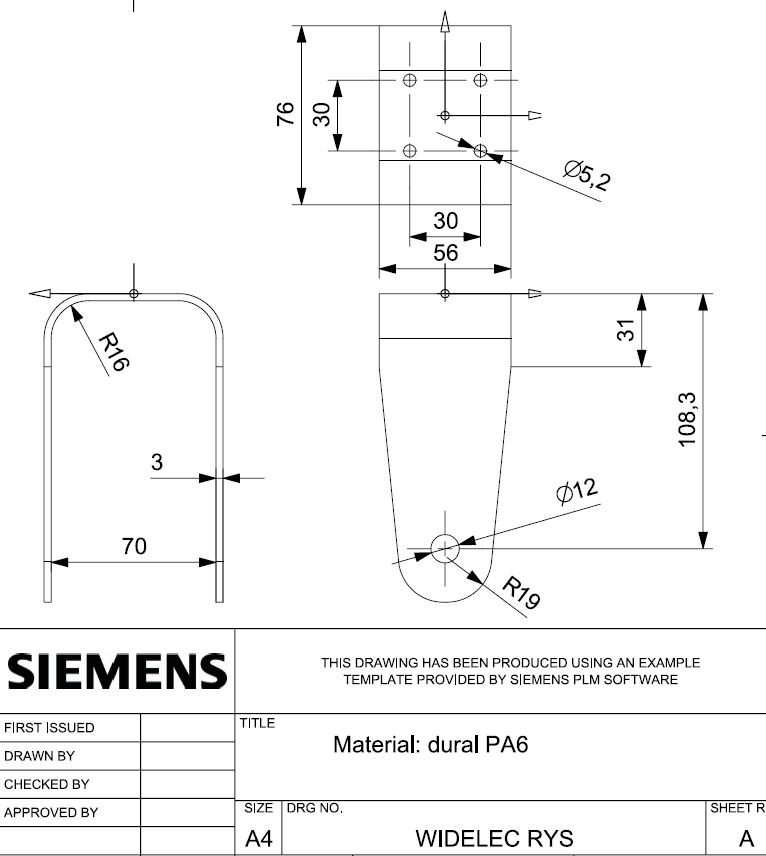 76
30
Ø5,2
30
56
R16
31
108,3
3
Ø12
70
R19
SIEMENS
THIS DRAWING HAS BEEN PRODUCED USING AN EXAMPLE
TEMPLATE PROVIDED BY SIEMENS PLM SOFTWARE
FIRST ISSUED
TITLE
DRAWN BY
Material: dural PA6
CHECKED BY
APPROVED BY
SIZE DRG NO. SHEET R
A4 WIDELEC RYS A